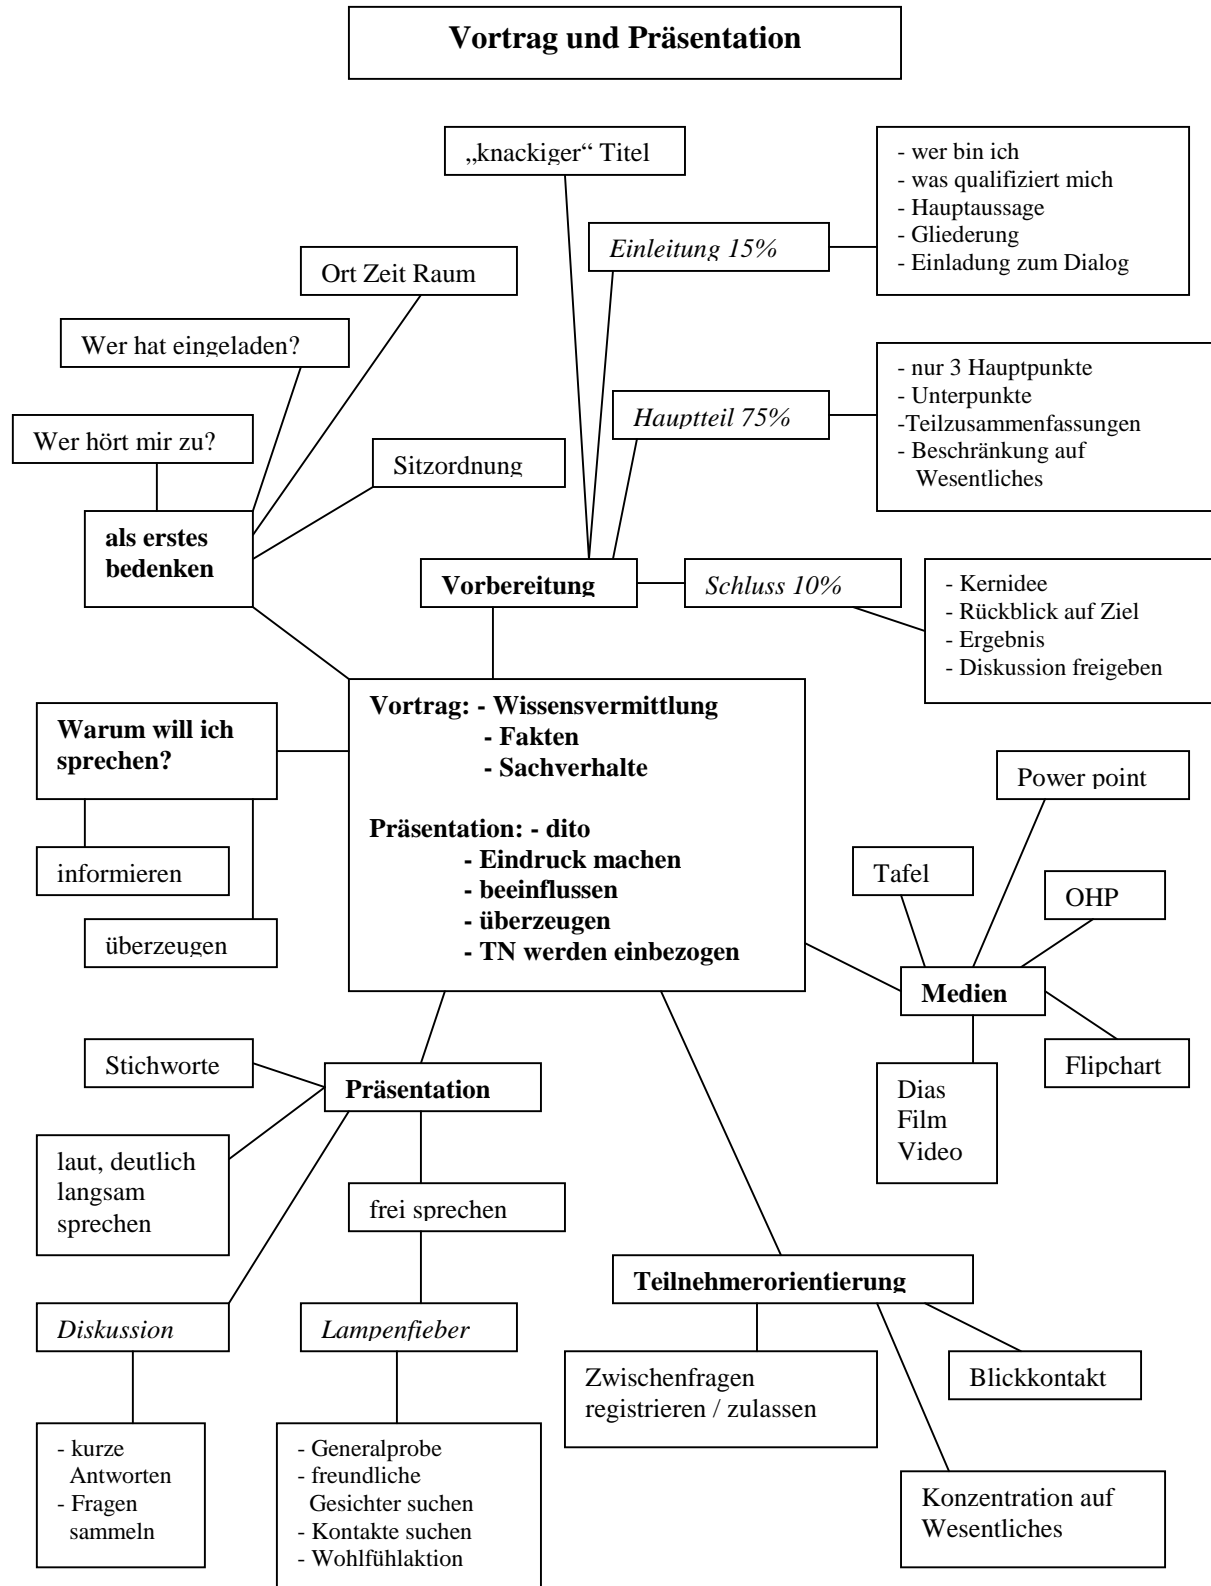 Vortrag und Präsentation
„knackiger“ Titel
- wer bin ich
- was qualifiziert mich
- Hauptaussage
- Gliederung
- Einladung zum Dialog
Einleitung 15%
Ort Zeit Raum
Wer hat eingeladen?
- nur 3 Hauptpunkte
- Unterpunkte
-Teilzusammenfassungen
- Beschränkung auf
Wesentliches
Hauptteil 75%
Wer hört mir zu?
Sitzordnung
als erstes
bedenken
Vorbereitung
Schluss 10%
- Kernidee
- Rückblick auf Ziel
- Ergebnis
- Diskussion freigeben
Warum will ich
sprechen?
informieren
überzeugen
Vortrag: - Wissensvermittlung
- Fakten
- Sachverhalte
Präsentation: - dito
- Eindruck machen
- beeinflussen
- überzeugen
- TN werden einbezogen
Power point
Tafel
OHP
Medien
Flipchart
Dias
Film
Video
Stichworte
Präsentation
laut, deutlich
langsam
sprechen
frei sprechen
Diskussion
Lampenfieber
- kurze
Antworten
- Fragen
sammeln
- Generalprobe
- freundliche
Gesichter suchen
- Kontakte suchen
- Wohlfühlaktion
Teilnehmerorientierung
Zwischenfragen
registrieren / zulassen
Blickkontakt
Konzentration auf
Wesentliches